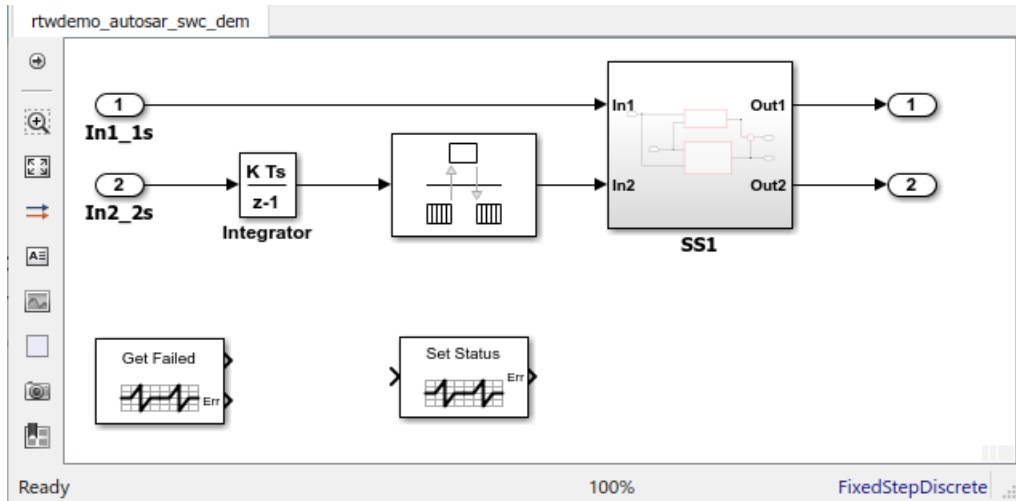 rtwdemo_autosar_swc_dem
1
In1_1s
In1
Out1
1
2
In2_2s
K Ts
z-1
Integrator
In2
Out2
2
SS1
Get Failed
Err
Set Status
Err
A
Ready
100%
FixedStepDiscrete